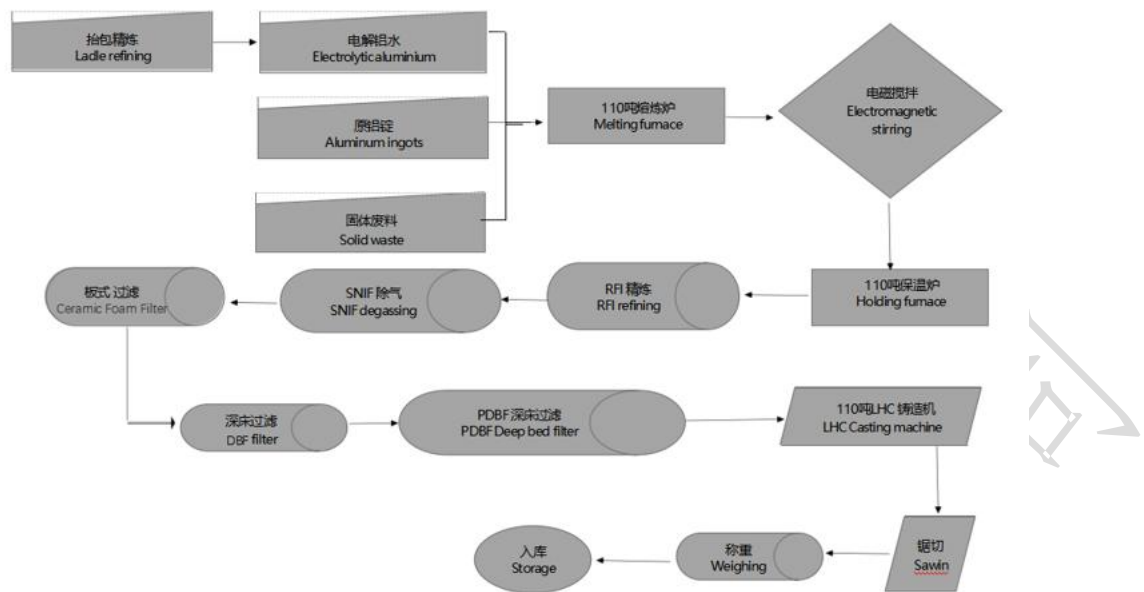 抬包精炼
Ladle refining
电解铝水
Electrolyticaluminium
原铝锭
Aluminum ingots
固体废料
Solid waste
110吨熔炼炉
Melting furnace
电磁搅拌
Electromagnetic
stirring
110吨保温炉
Holding furnace
RFI 精炼
RFI refining
SNIF 除气
SNIF degassing
板式 过滤
Ceramic Foam Filter
深床过滤
DBF filter
PDBF 深床过滤
PDBF Deep bed filter
110吨LHC 铸造机
LHC Casting machine
锯切
Sawin
称重
Weighing
入库
Storage